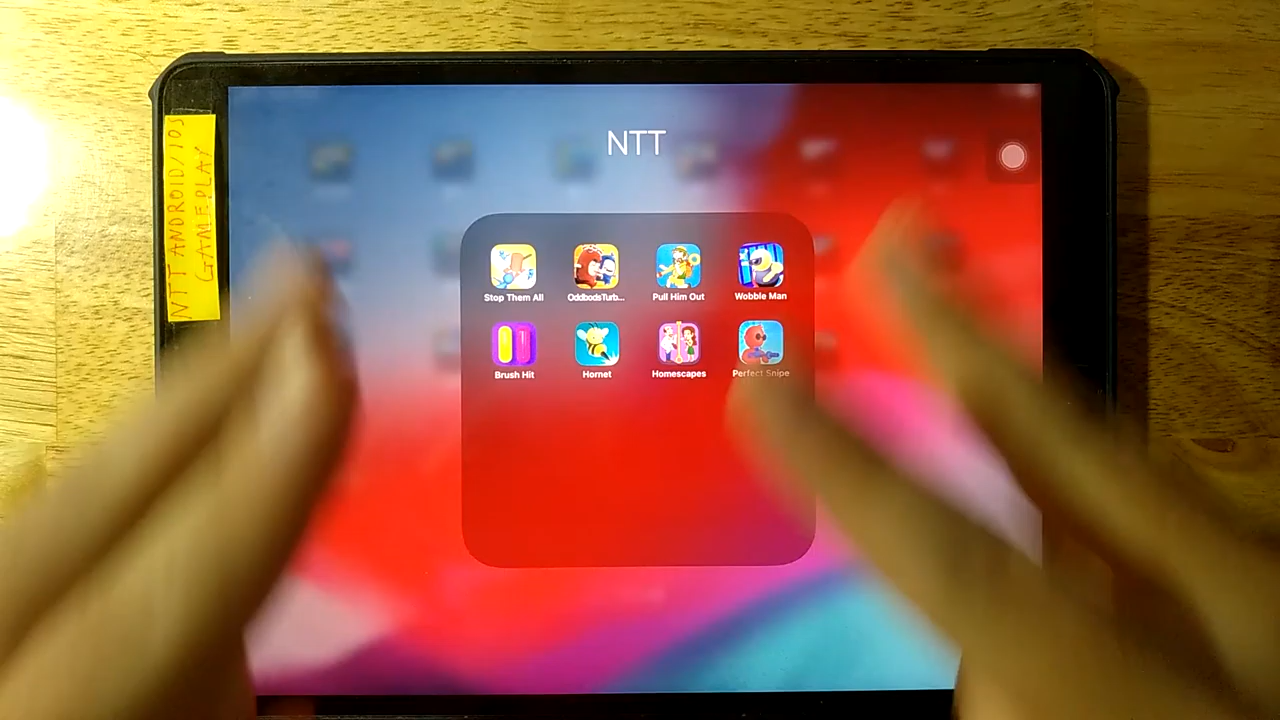 NTT ANDROID/IOS
GAMEPLAY
NTT
Stop Them All
OddbodsTurb...
Pull Him Out
Wobble Man
Brush Hit
Hornet
Homescapes
Perfect Snipe